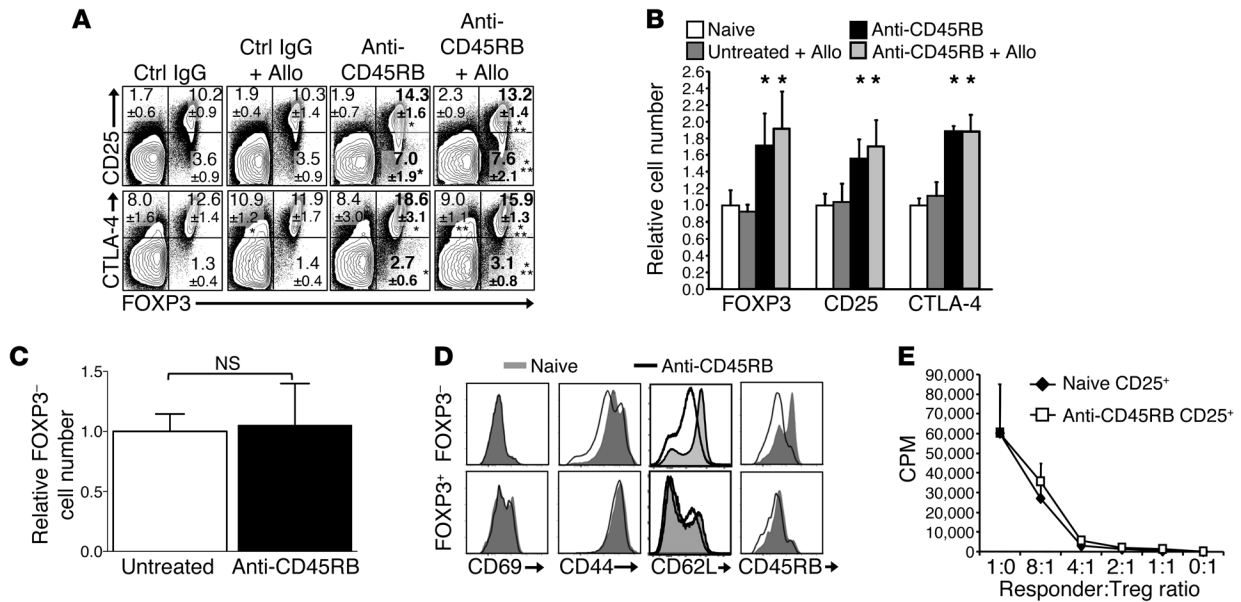 A
Ctrl IgG
Ctrl IgG
+ Allo
Anti-
CD45RB
Anti-
CD45RB
+ Allo
CD25
1.7
±0.6
10.2
±0.9
3.6
±0.9
1.9
±0.4
10.3
±1.4
3.5
±0.9
1.9
±0.7
14.3
±1.6
*
7.0
±1.9*
2.3
±0.9
13.2
±1.4
*
**
7.6
±2.1
*
**
CTLA-4
8.0
±1.6
12.6
±1.4
1.3
±0.4
10.9
±1.2
*
11.9
±1.7
1.4
±0.4
8.4
±3.0
18.6
±3.1
*
2.7
±0.6
*
9.0
±1.1
**
15.9
±1.3
*
**
3.1
±0.8
*
**
FOXP3
B
Naive
Anti-CD45RB
Untreated + Allo
Anti-CD45RB + Allo
Relative cell number
2.6
2.4
2.2
2.0
1.8
1.6
1.4
1.2
1.0
0.8
0.6
0.4
0.2
0.0
* *
* *
* *
FOXP3 CD25 CTLA-4
C
Relative FOXP3⁻
cell number
1.5
1.0
0.5
0.0
NS
Untreated Anti-CD45RB
D
Naive Anti-CD45RB
FOXP3⁻
FOXP3⁺
CD69 CD44 CD62L CD45RB
E
Naive CD25⁺
Anti-CD45RB CD25⁺
CPM
90,000
80,000
70,000
60,000
50,000
40,000
30,000
20,000
10,000
0
1:0 8:1 4:1 2:1 1:1 0:1
Responder:Treg ratio